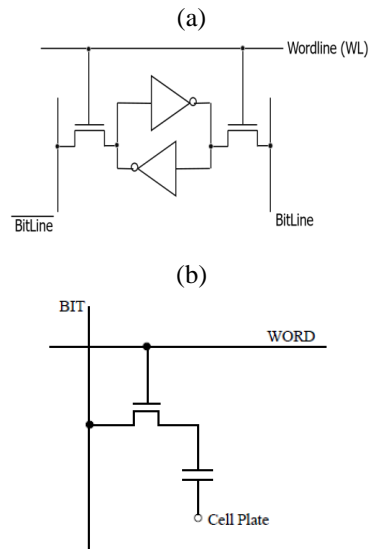 (a)
Wordline (WL)
BitLine
BitLine
(b)
BIT
WORD
Cell Plate